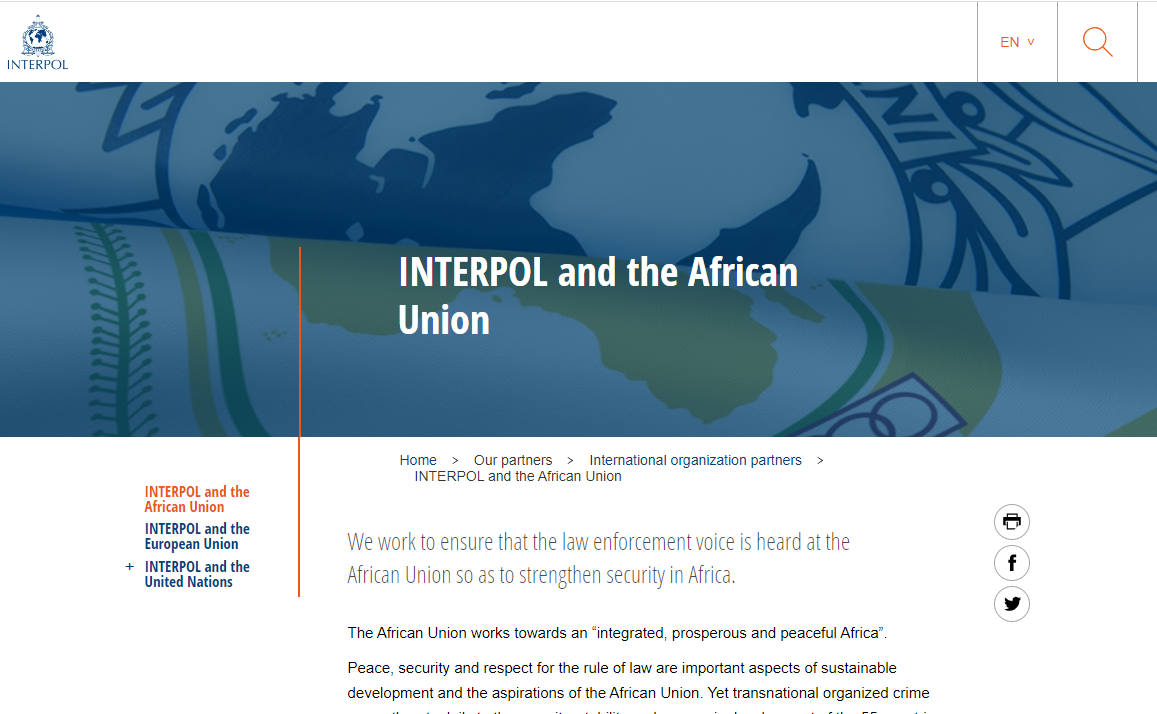 INTERPOL
EN
INTERPOL and the African
Union
Home > Our partners > International organization partners >
INTERPOL and the African Union
INTERPOL and the
African Union
INTERPOL and the
European Union
+ INTERPOL and the
United Nations
We work to ensure that the law enforcement voice is heard at the
African Union so as to strengthen security in Africa.
The African Union works towards an “integrated, prosperous and peaceful Africa”.
Peace, security and respect for the rule of law are important aspects of sustainable
development and the aspirations of the African Union. Yet transnational organized crime